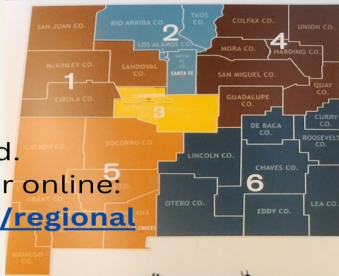 SAN JUAN CO.
RIO ARRIBA CO.
TAOS CO.
COLFAX CO.
UNION CO.
2
LOS ALAMOS CO.
MORA CO.
4
HARDING CO.
McKINLEY CO.
SANDOVAL CO.
SANTA FE
SAN MIGUEL CO.
1
QUAY CO.
CIBOLA CO.
GUADALUPE CO.
3
CURRY CO.
DE BACA CO.
ROOSEVELT CO.
d.
CATRON CO.
SOCORRO CO.
LINCOLN CO.
r online:
5
CHAVES CO.
6
GRANT CO.
OTERO CO.
LEA CO.
/regional
EDDY CO.
HIDALGO CO.